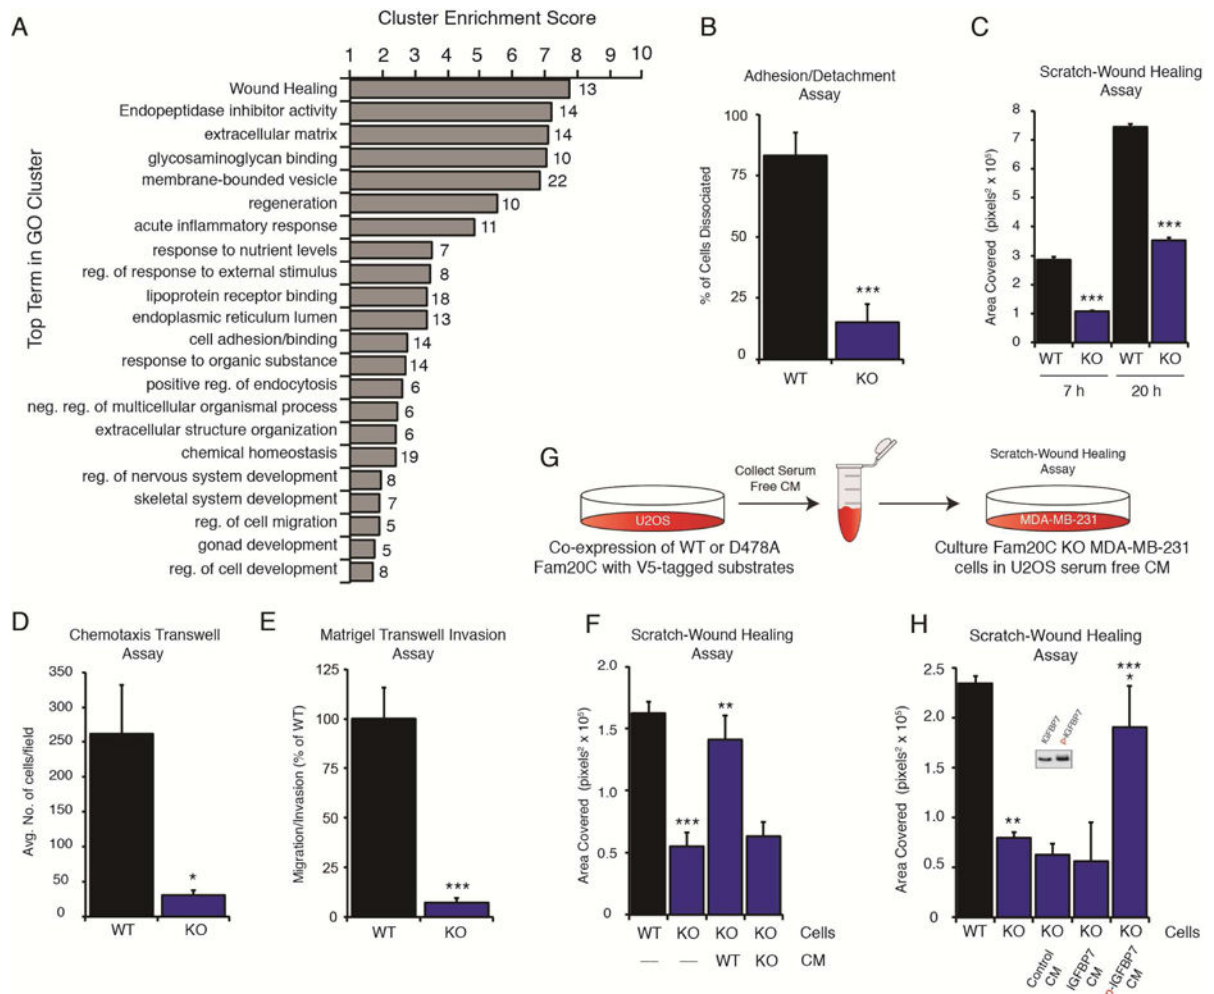 A
Cluster Enrichment Score
1 2 3 4 5 6 7 8 9 10
Top Term in GO Cluster
Wound Healing 13
Endopeptidase inhibitor activity 14
extracellular matrix 14
glycosaminoglycan binding 10
membrane-bounded vesicle 22
regeneration 10
acute inflammatory response 11
response to nutrient levels 7
reg. of response to external stimulus 8
lipoprotein receptor binding 18
endoplasmic reticulum lumen 13
cell adhesion/binding 14
response to organic substance 14
positive reg. of endocytosis 6
neg. reg. of multicellular organismal process 6
extracellular structure organization 6
chemical homeostasis 19
reg. of nervous system development 8
skeletal system development 7
reg. of cell migration 5
gonad development 5
reg. of cell development 8
B
Adhesion/Detachment
Assay
% of Cells Dissociated
100
75
50
25
0
***
WT KO
C
Scratch-Wound Healing
Assay
Area Covered (pixels² x 10⁵)
8
7
6
5
4
3
2
1
0
***
***
WT KO WT KO
7 h 20 h
G
U2OS
Collect Serum
Free CM
Scratch-Wound Healing
Assay
MDA-MB-231
Co-expression of WT or D478A
Fam20C with V5-tagged substrates
Culture Fam20C KO MDA-MB-231
cells in U2OS serum free CM
D
Chemotaxis Transwell
Assay
Avg. No. of cells/field
350
300
250
200
150
100
50
0
*
WT KO
E
Matrigel Transwell Invasion
Assay
Migration/Invasion (% of WT)
125
100
75
50
25
0
***
WT KO
F
Scratch-Wound Healing
Assay
Area Covered (pixels² x 10⁵)
2.0
1.5
1.0
0.5
0
***
**
WT KO KO KO Cells
— — WT KO CM
H
Scratch-Wound Healing
Assay
Area Covered (pixels² x 10⁵)
2.5
2.0
1.5
1.0
0.5
0
IGFBP7
p-IGFBP7
**
***
*
WT KO KO KO KO Cells
Control
CM
IGFBP7
CM
p-IGFBP7
CM